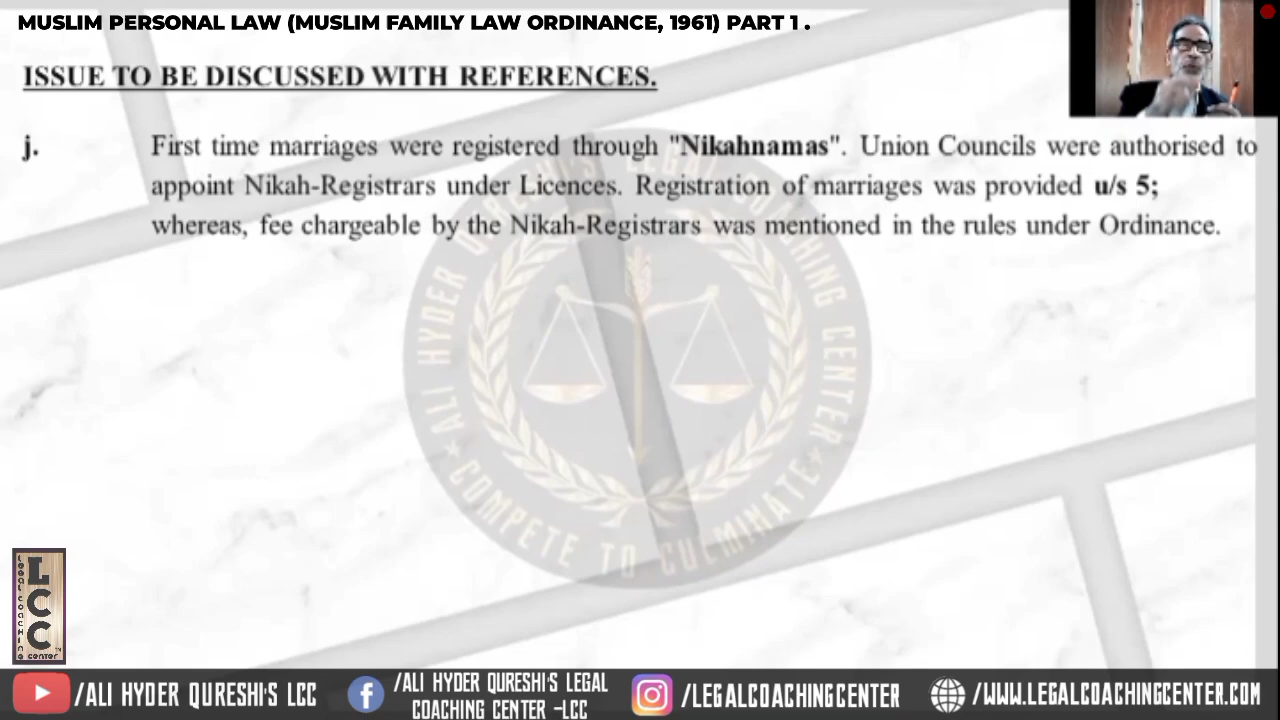 MUSLIM PERSONAL LAW (MUSLIM FAMILY LAW ORDINANCE, 1961) PART 1 .
ISSUE TO BE DISCUSSED WITH REFERENCES.
j. First time marriages were registered through "Nikahnamas". Union Councils were authorised to
appoint Nikah-Registrars under Licences. Registration of marriages was provided u/s 5;
whereas, fee chargeable by the Nikah-Registrars was mentioned in the rules under Ordinance.
ALI HYDER QURESHI'S LEGAL COACHING CENTER
COMPETE TO CULMINATE
Legal coaching
LCC
center
TM
/ALI HYDER QURESHI'S LCC
/ALI HYDER QURESHI'S LEGAL
COACHING CENTER -LCC
/LEGALCOACHINGCENTER
/WWW.LEGALCOACHINGCENTER.COM